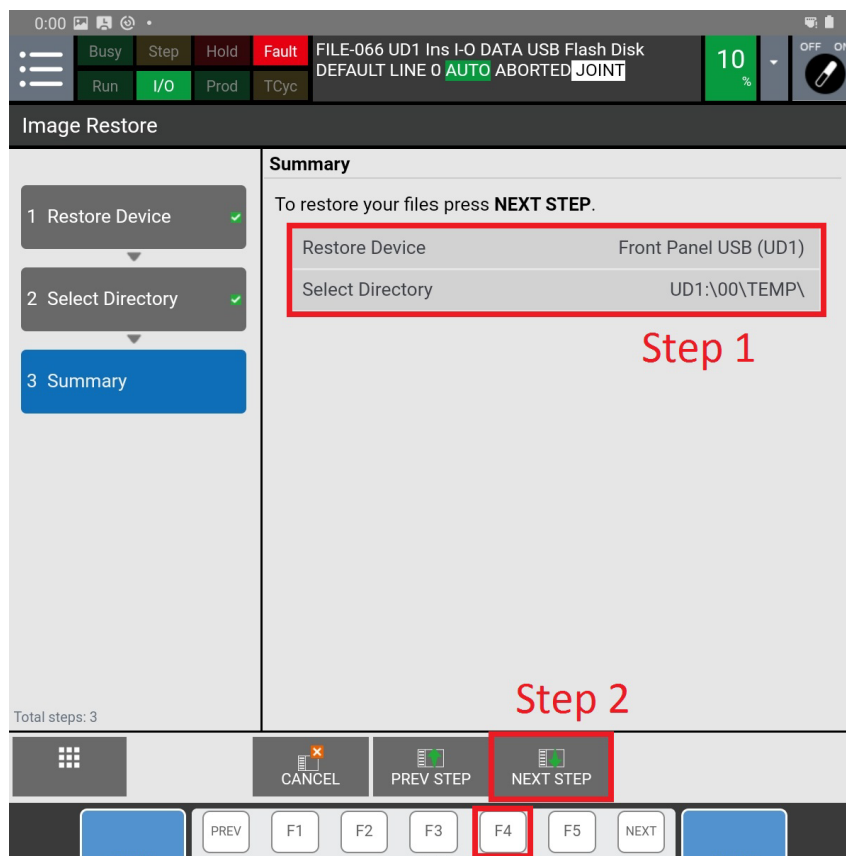 0:00
Busy Step Hold Fault FILE-066 UD1 Ins I-O DATA USB Flash Disk
Run I/O Prod TCyc DEFAULT LINE 0 AUTO ABORTED JOINT
10
%
OFF ON
Image Restore
Summary
To restore your files press NEXT STEP.
1 Restore Device
2 Select Directory
3 Summary
Restore Device Front Panel USB (UD1)
Select Directory UD1:\00\TEMP\
Step 1
Step 2
Total steps: 3
CANCEL PREV STEP NEXT STEP
PREV F1 F2 F3 F4 F5 NEXT